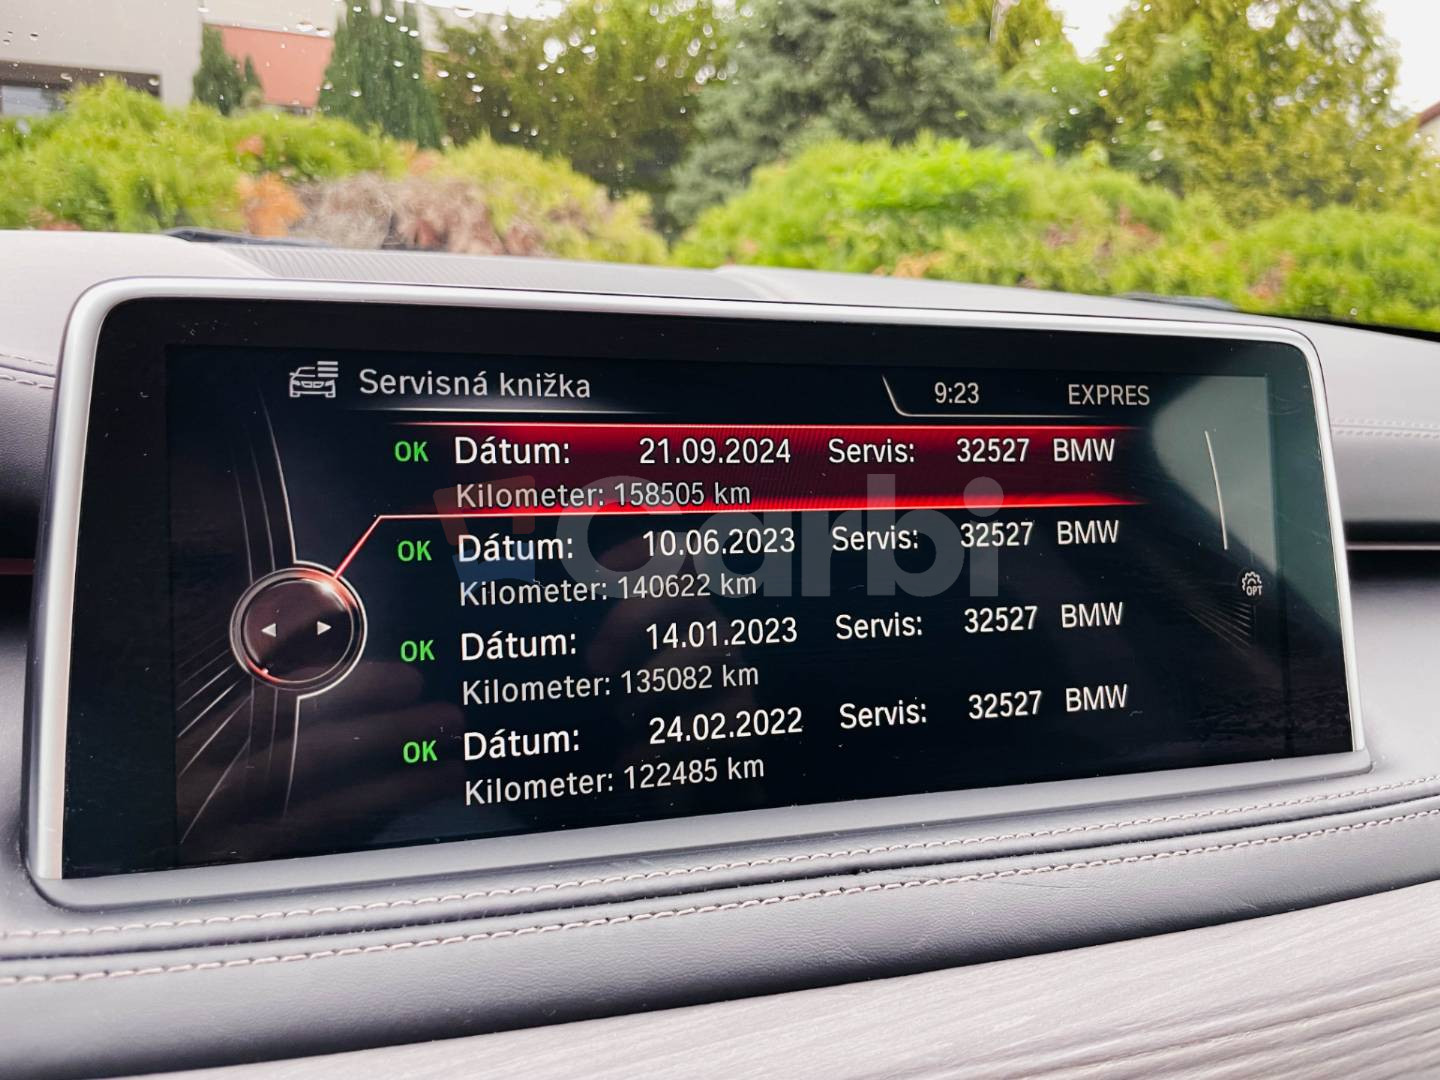 Servisná knižka
9:23 EXPRES
OK Dátum: 21.09.2024 Servis: 32527 BMW
Kilometer: 158505 km
OK Dátum: 10.06.2023 Servis: 32527 BMW
Kilometer: 140622 km
OK Dátum: 14.01.2023 Servis: 32527 BMW
Kilometer: 135082 km
OK Dátum: 24.02.2022 Servis: 32527 BMW
Kilometer: 122485 km
OPT
Carbi